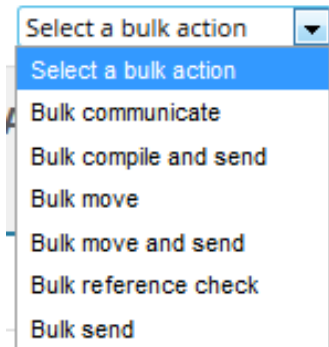 Select a bulk action
Select a bulk action
Bulk communicate
Bulk compile and send
Bulk move
Bulk move and send
Bulk reference check
Bulk send